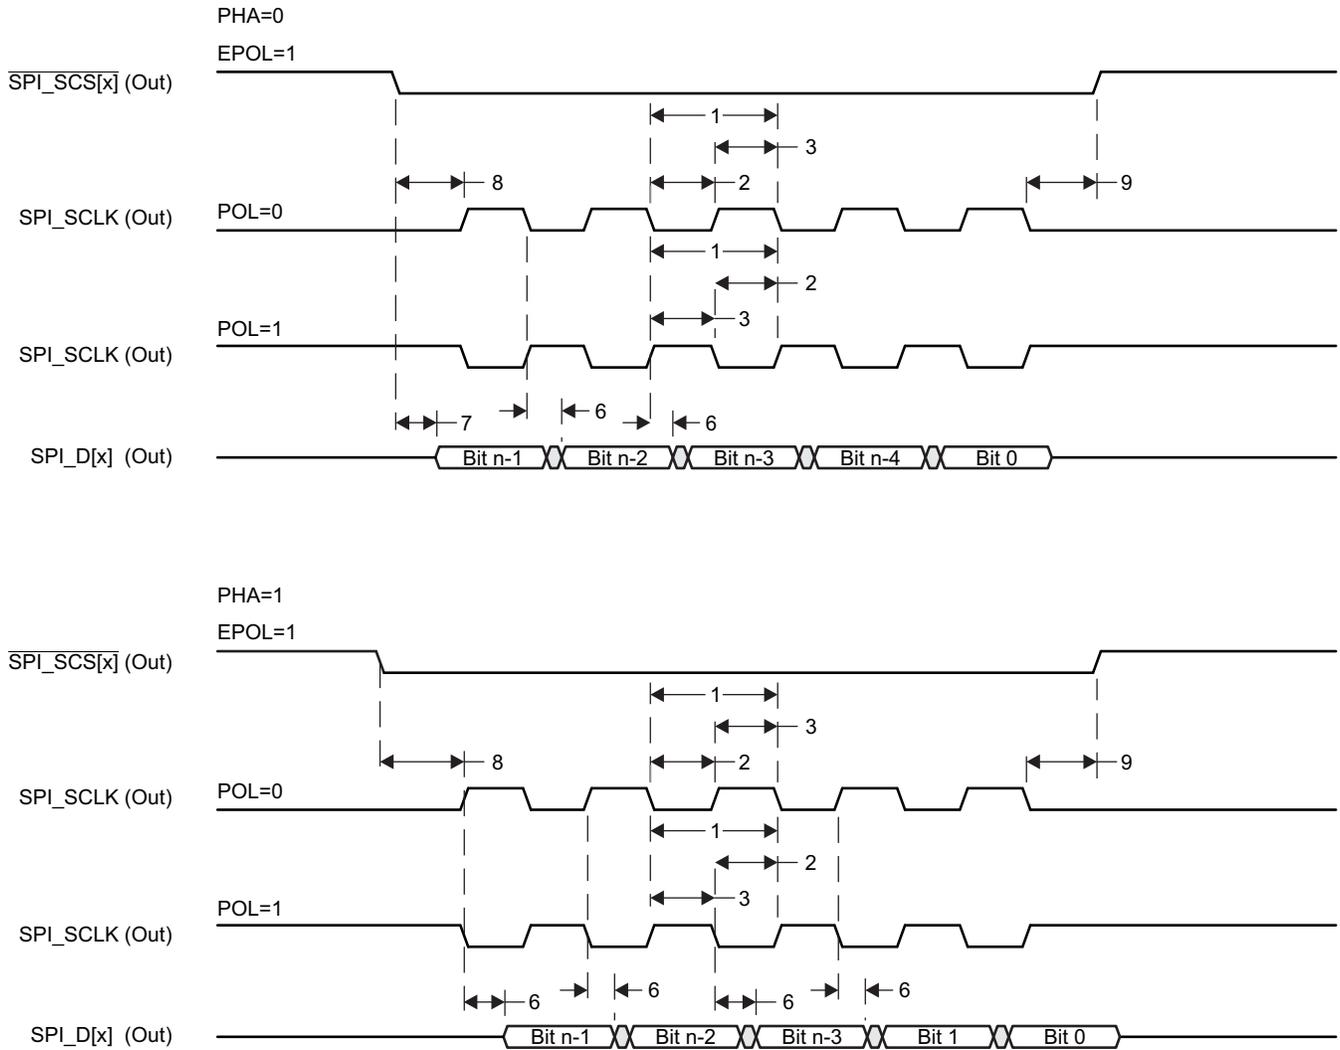 PHA=0
EPOL=1
SPI_SCS[x] (Out)
1
3
8
2
9
SPI_SCLK (Out)
POL=0
1
2
3
POL=1
SPI_SCLK (Out)
7
6
6
SPI_D[x] (Out)
Bit n-1
Bit n-2
Bit n-3
Bit n-4
Bit 0
PHA=1
EPOL=1
SPI_SCS[x] (Out)
1
3
8
2
9
SPI_SCLK (Out)
POL=0
1
2
3
POL=1
SPI_SCLK (Out)
6
6
6
6
SPI_D[x] (Out)
Bit n-1
Bit n-2
Bit n-3
Bit 1
Bit 0